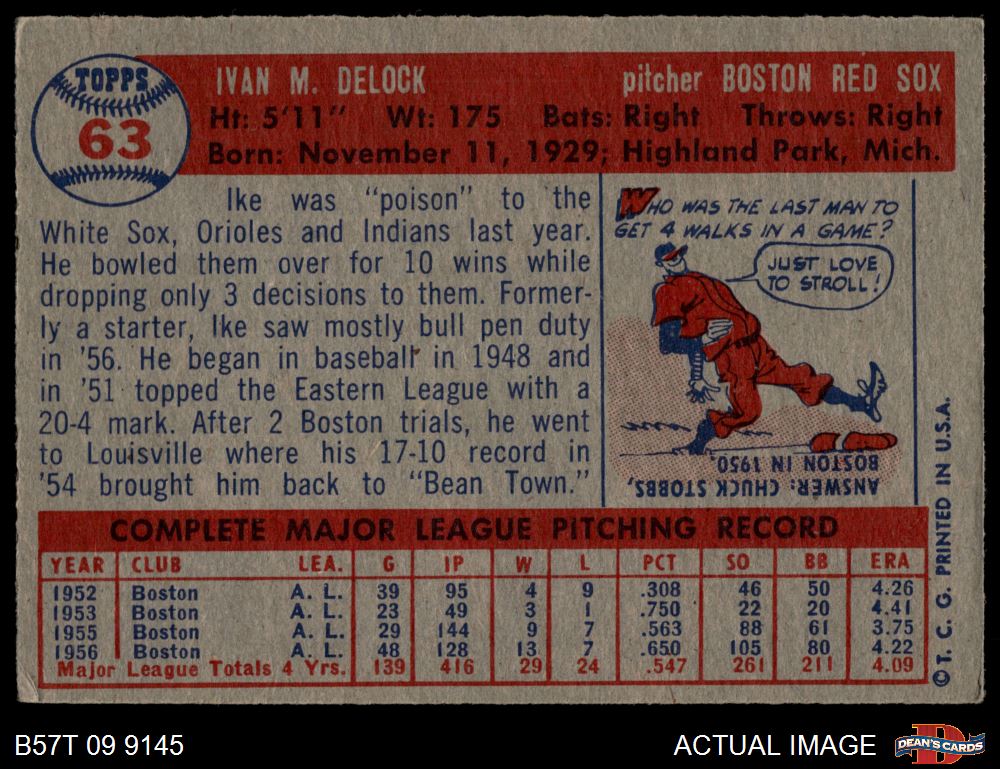 TOPPS
63
IVAN M. DELOCK pitcher BOSTON RED SOX
Ht: 5'11" Wt: 175 Bats: Right Throws: Right
Born: November 11, 1929; Highland Park, Mich.
Ike was "poison" to the
White Sox, Orioles and Indians last year.
He bowled them over for 10 wins while
dropping only 3 decisions to them. Former-
ly a starter, Ike saw mostly bull pen duty
in '56. He began in baseball in 1948 and
in '51 topped the Eastern League with a
20-4 mark. After 2 Boston trials, he went
to Louisville where his 17-10 record in
'54 brought him back to "Bean Town."
WHO WAS THE LAST MAN TO
GET 4 WALKS IN A GAME?
JUST LOVE
TO STROLL!
ANSWER: CHUCK STOBBS,
BOSTON IN 1950.
COMPLETE MAJOR LEAGUE PITCHING RECORD
YEAR CLUB LEA. G IP W L PCT SO BB ERA
1952 Boston A. L. 39 95 4 9 .308 46 50 4.26
1953 Boston A. L. 23 49 3 1 .750 22 20 4.41
1955 Boston A. L. 29 144 9 7 .563 88 61 3.75
1956 Boston A. L. 48 128 13 7 .650 105 80 4.22
Major League Totals 4 Yrs. 139 416 29 24 .547 261 211 4.09
© T. C. G. PRINTED IN U.S.A.
B57T 09 9145
ACTUAL IMAGE
D
DEAN'S CARDS